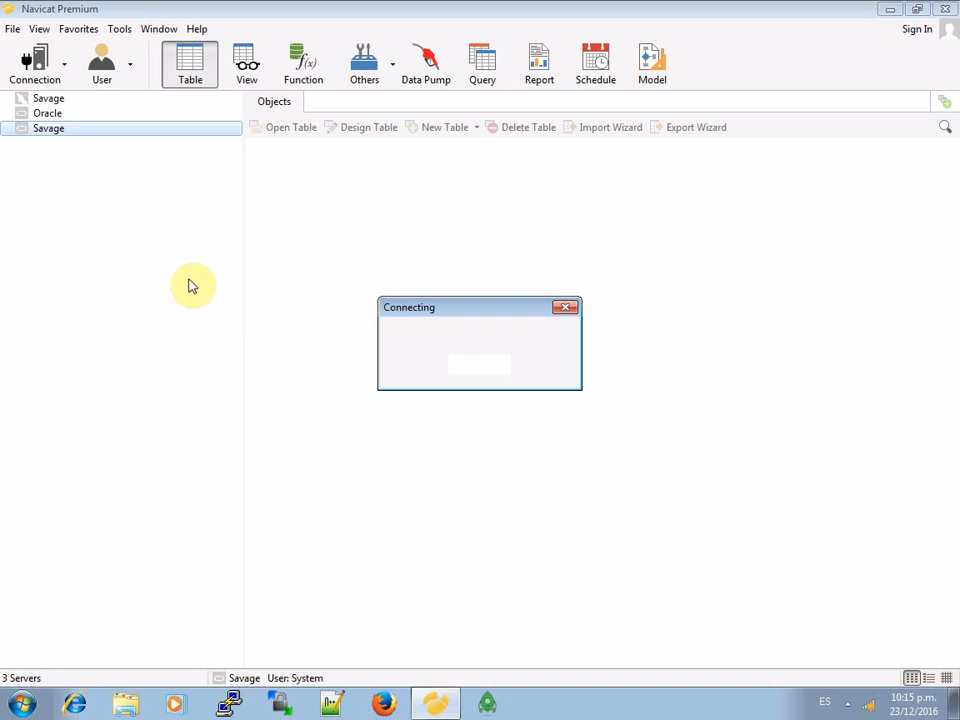 Navicat Premium
File View Favorites Tools Window Help
Sign In
Connection User Table View Function Others Data Pump Query Report Schedule Model
f(x)
Savage
Oracle
Savage
Objects
Open Table Design Table New Table Delete Table Import Wizard Export Wizard
Connecting
3 Servers Savage User: System
ES 10:15 p.m.
23/12/2016